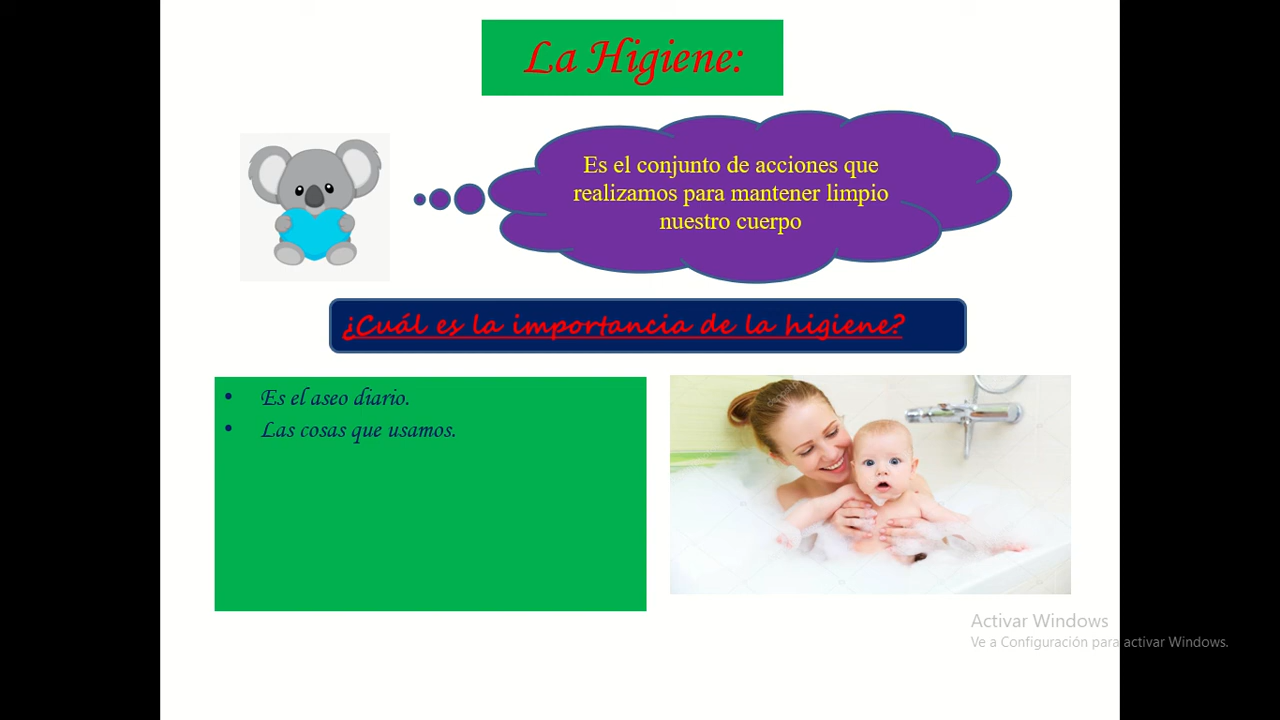 La Higiene:
Es el conjunto de acciones que
realizamos para mantener limpio
nuestro cuerpo
¿Cuál es la importancia de la higiene?
• Es el aseo diario.
• Las cosas que usamos.
Activar Windows
Ve a Configuración para activar Windows.